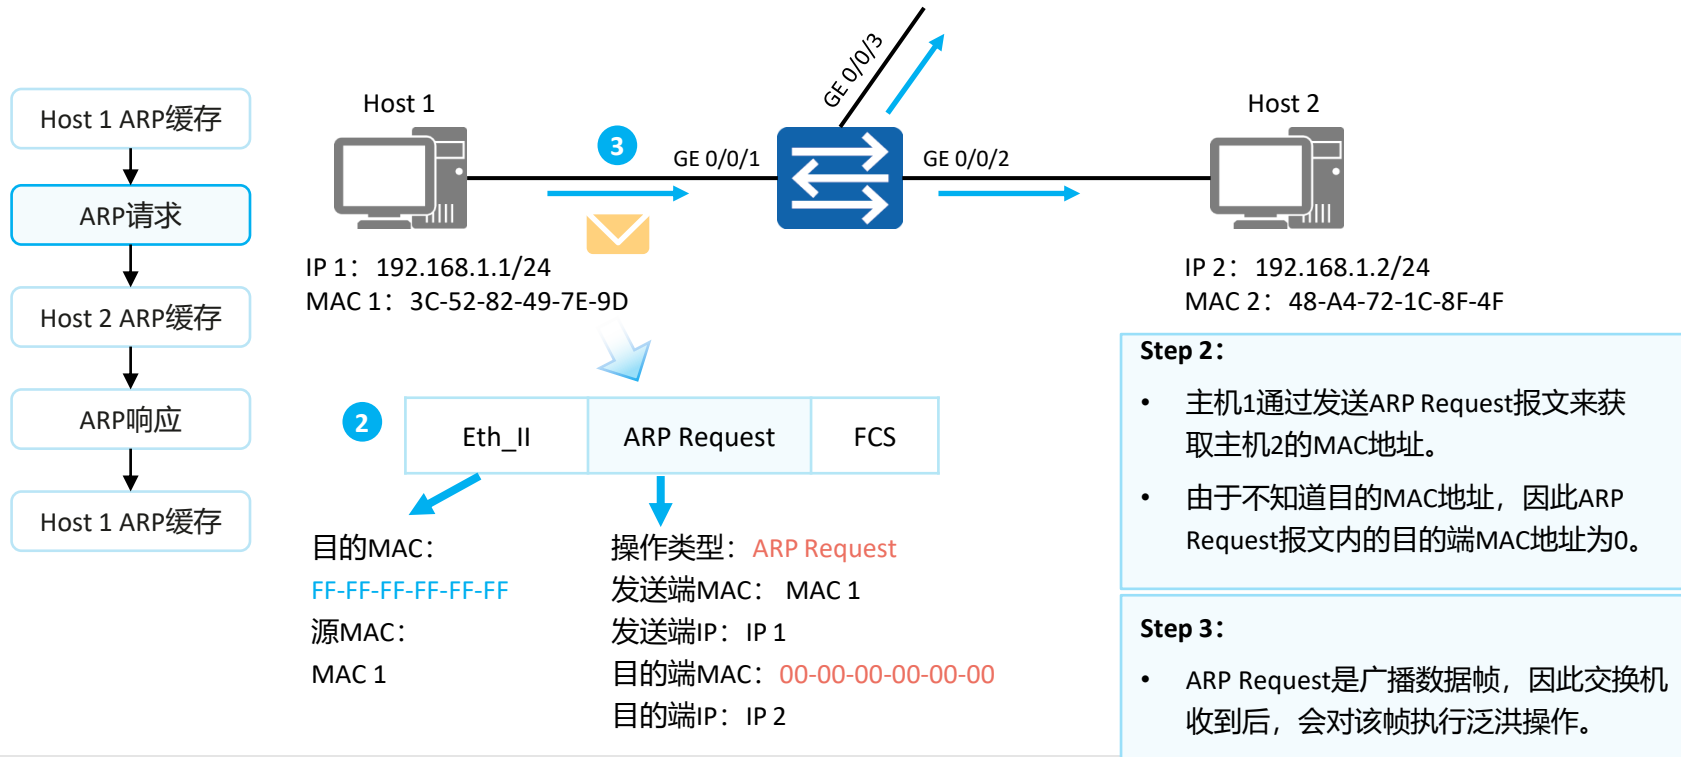 Host 1 ARP缓存
ARP请求
Host 2 ARP缓存
ARP响应
Host 1 ARP缓存
Host 1
3
GE 0/0/1
GE 0/0/3
GE 0/0/2
Host 2
IP 1：192.168.1.1/24
MAC 1：3C-52-82-49-7E-9D
IP 2：192.168.1.2/24
MAC 2：48-A4-72-1C-8F-4F
2
Eth_II
ARP Request
FCS
目的MAC：
FF-FF-FF-FF-FF-FF
源MAC：
MAC 1
操作类型：ARP Request
发送端MAC： MAC 1
发送端IP：IP 1
目的端MAC：00-00-00-00-00-00
目的端IP：IP 2
Step 2：
• 主机1通过发送ARP Request报文来获
取主机2的MAC地址。
• 由于不知道目的MAC地址，因此ARP
Request报文内的目的端MAC地址为0。
Step 3：
• ARP Request是广播数据帧，因此交换机
收到后，会对该帧执行泛洪操作。